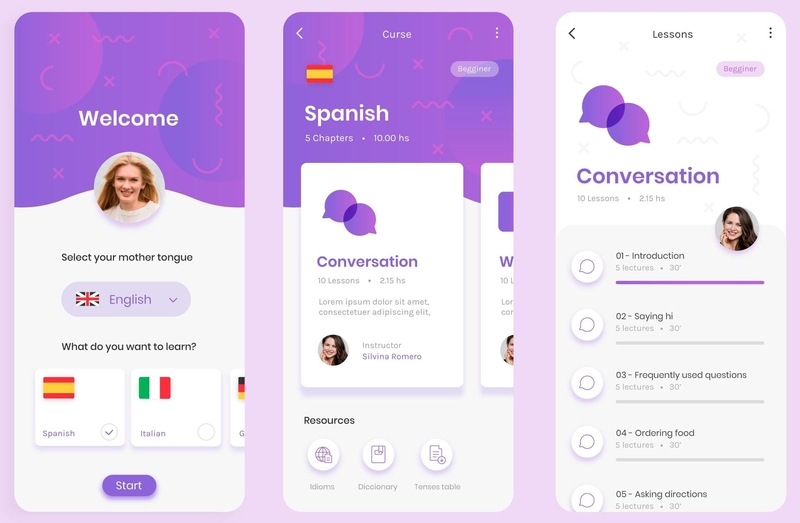 Welcome
Select your mother tongue
English
What do you want to learn?
Spanish
Italian
G
Start
Curse
Begginer
Spanish
5 Chapters • 10.00 hs
Conversation
10 Lessons • 2.15 hs
Lorem ipsum dolor sit amet,
consectetuer adipiscing elit,
Instructor
Silvina Romero
W
10 L
Resources
Idioms
Diccionary
Tenses table
Lessons
Begginer
Conversation
10 Lessons • 2.15 hs
01 - Introduction
5 lectures • 30'
02 - Saying hi
5 lectures • 30'
03 - Frequently used questions
5 lectures • 30'
04 - Ordering food
5 lectures • 30'
05 - Asking directions
5 lectures • 30'